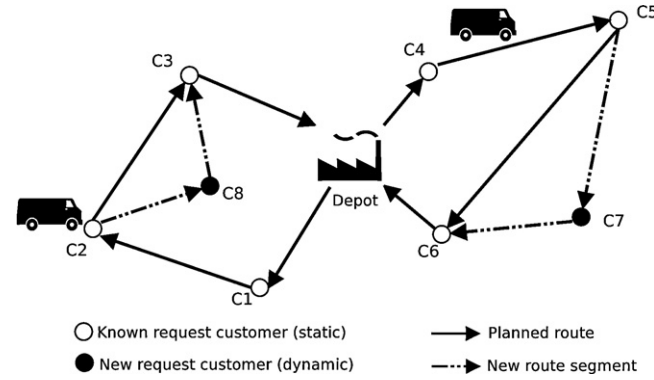 C5
C4
C3
C8
Depot
C7
C2
C6
C1
Known request customer (static)
Planned route
New request customer (dynamic)
New route segment